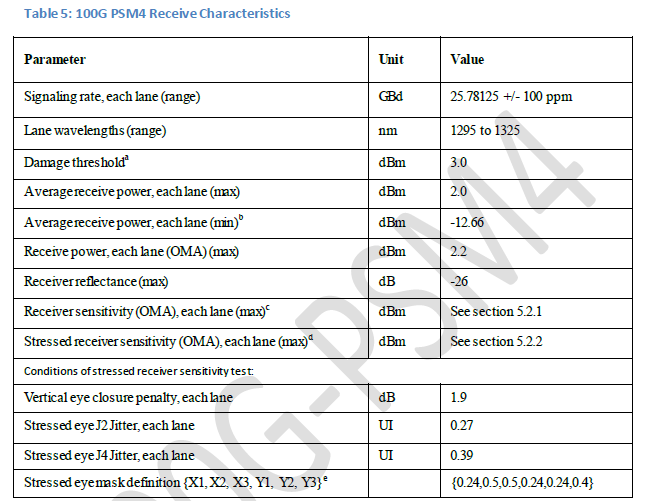 Table 5: 100G PSM4 Receive Characteristics
Parameter Unit Value
Signaling rate, each lane (range) GBd 25.78125 +/- 100 ppm
Lane wavelengths (range) nm 1295 to 1325
Damage threshold^a dBm 3.0
Average receive power, each lane (max) dBm 2.0
Average receive power, each lane (min)^b dBm -12.66
Receive power, each lane (OMA) (max) dBm 2.2
Receiver reflectance (max) dB -26
Receiver sensitivity (OMA), each lane (max)^c dBm See section 5.2.1
Stressed receiver sensitivity (OMA), each lane (max)^d dBm See section 5.2.2
Conditions of stressed receiver sensitivity test:
Vertical eye closure penalty, each lane dB 1.9
Stressed eye J2 Jitter, each lane UI 0.27
Stressed eye J4 Jitter, each lane UI 0.39
Stressed eye mask definition {X1, X2, X3, Y1, Y2, Y3}^e {0.24,0.5,0.5,0.24,0.24,0.4}
00G-PSM4